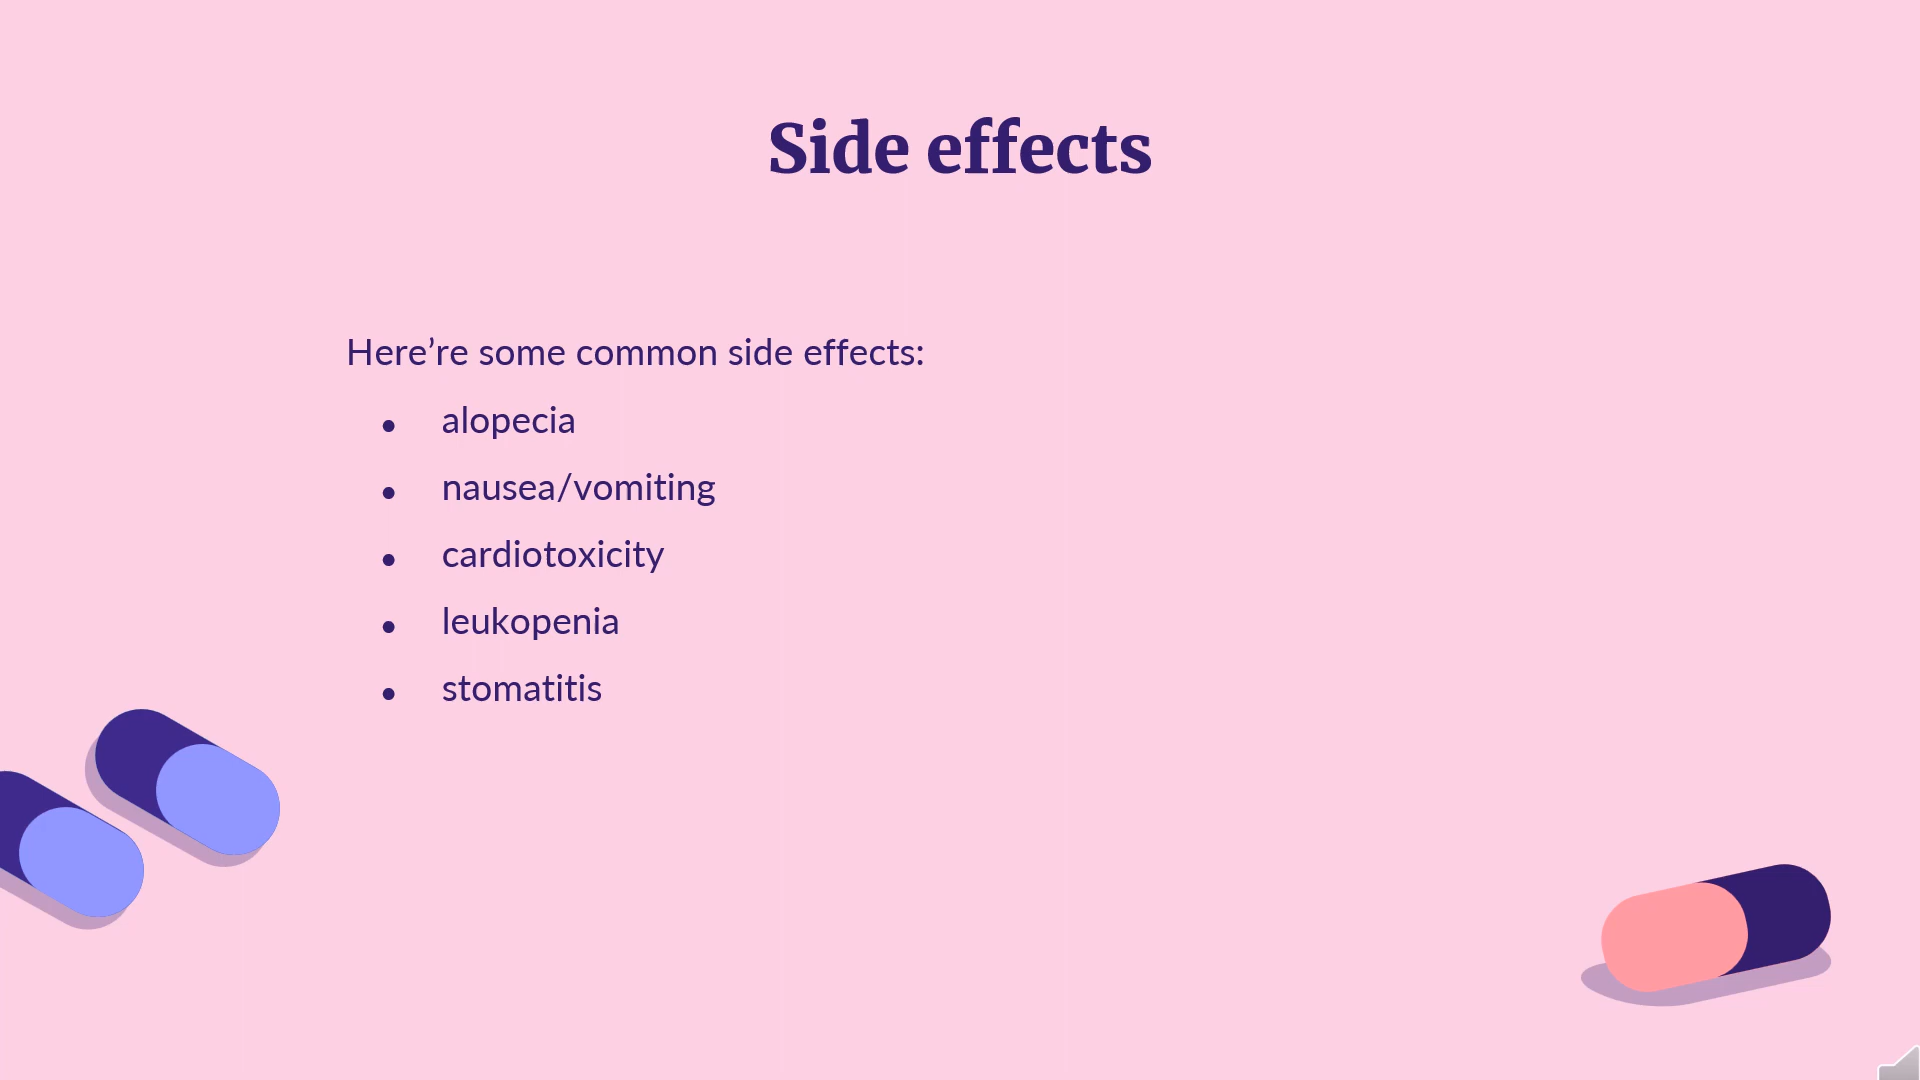 Side effects
Here’re some common side effects:
● alopecia
● nausea/vomiting
● cardiotoxicity
● leukopenia
● stomatitis